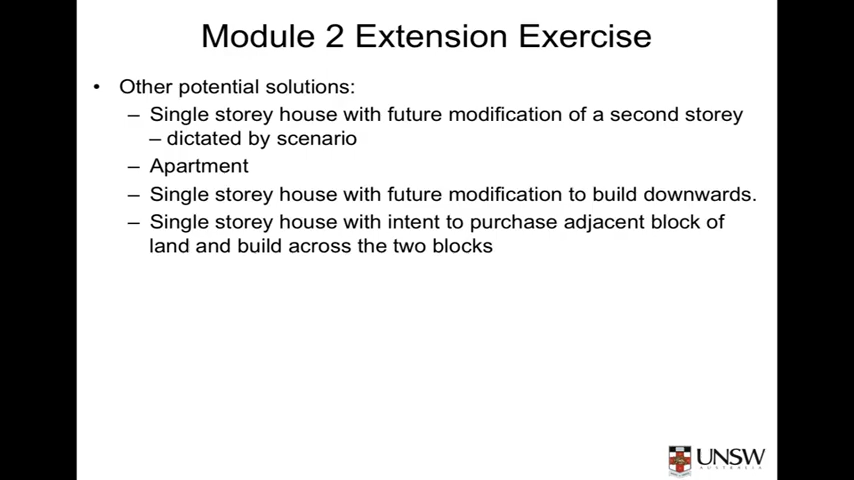 Module 2 Extension Exercise
• Other potential solutions:
– Single storey house with future modification of a second storey
– dictated by scenario
– Apartment
– Single storey house with future modification to build downwards.
– Single storey house with intent to purchase adjacent block of
land and build across the two blocks
UNSW
AUSTRALIA